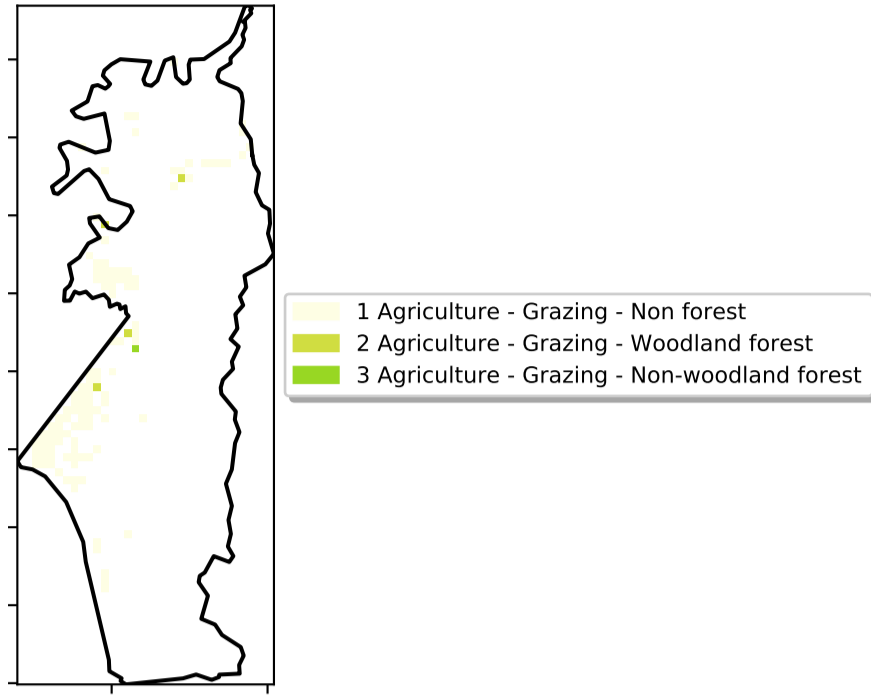 1 Agriculture - Grazing - Non forest
2 Agriculture - Grazing - Woodland forest
3 Agriculture - Grazing - Non-woodland forest